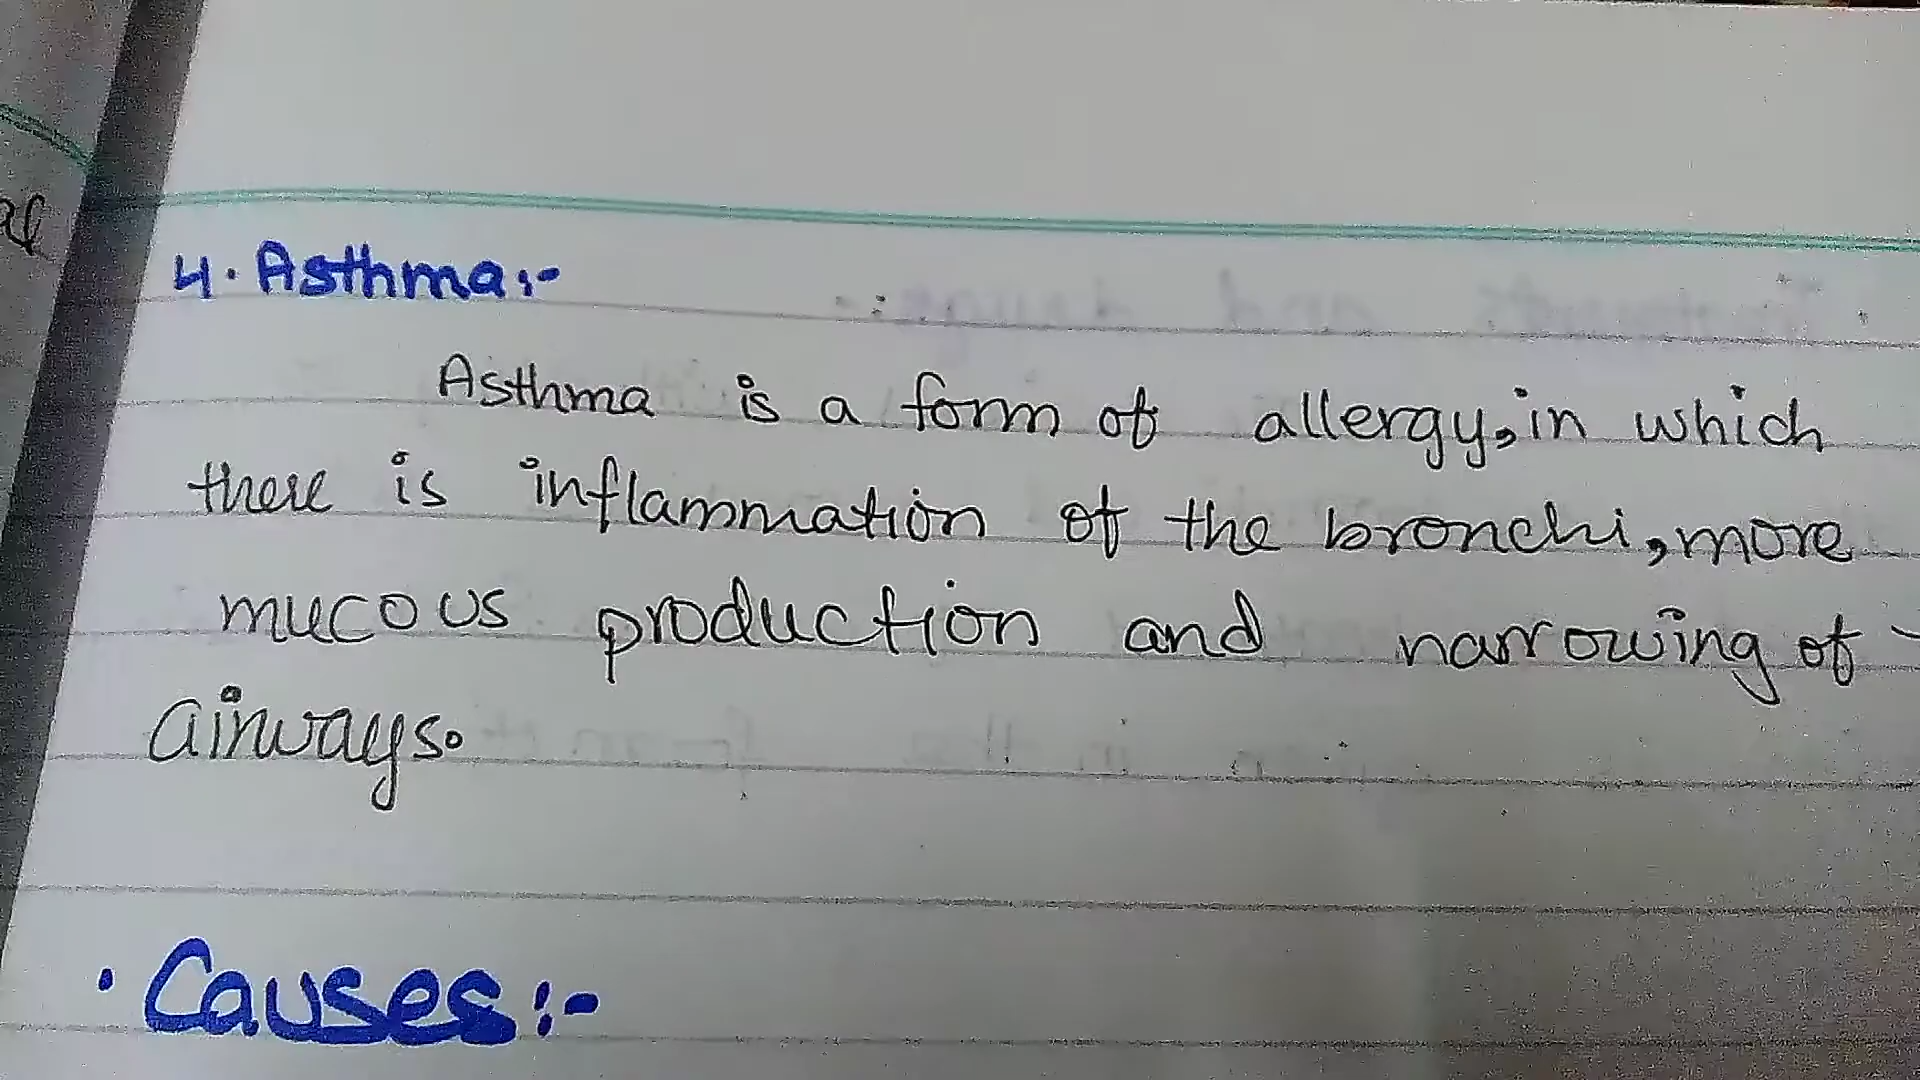 4. Asthma:-
Asthma is a form of allergy, in which
there is inflammation of the bronchi, more
mucous production and narrowing of
airways.
. Causes:-